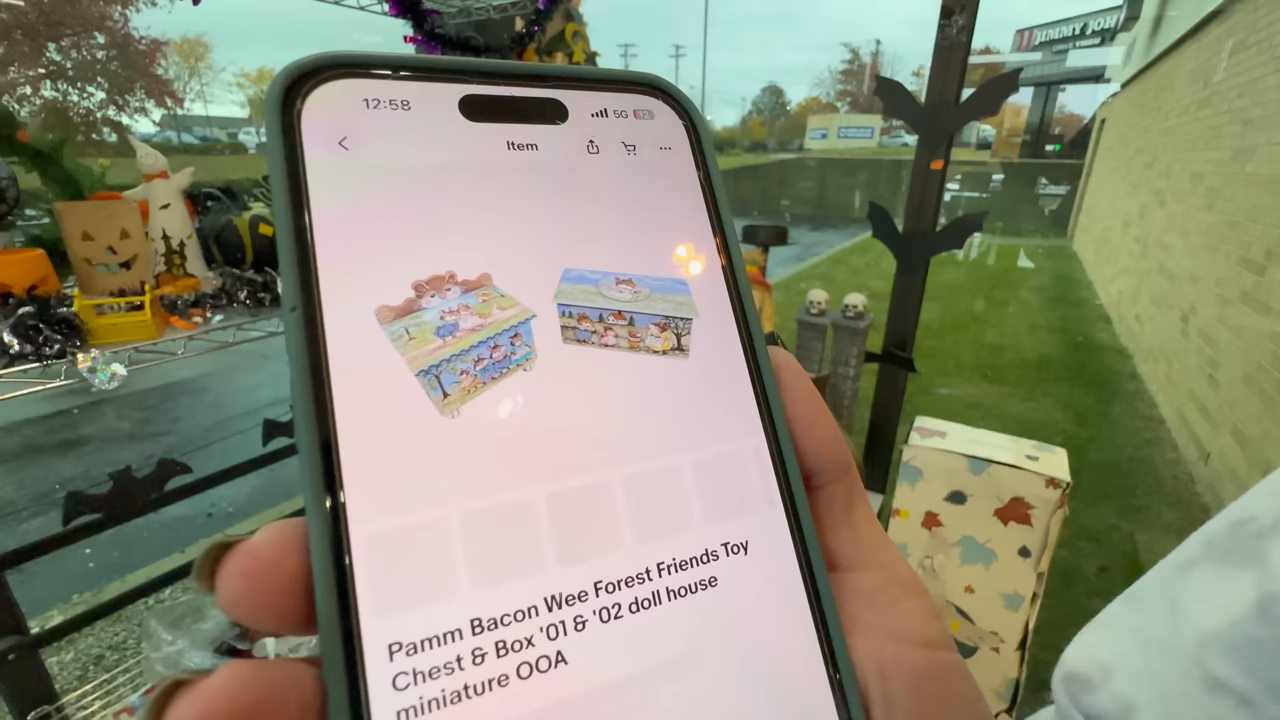 12:58
5G
12
Item
Pamm Bacon Wee Forest Friends Toy
Chest & Box '01 & '02 doll house
miniature OOA
JIMMY JOH